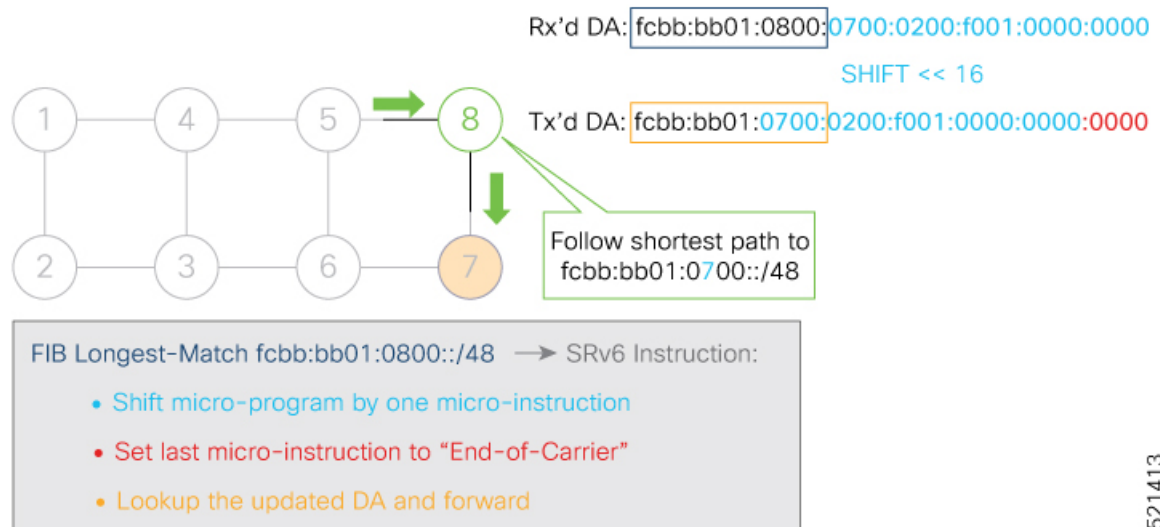 Rx'd DA: fcbb:bb01:0800:0700:0200:f001:0000:0000
SHIFT << 16
Tx'd DA: fcbb:bb01:0700:0200:f001:0000:0000:0000
1
4
5
8
Follow shortest path to
fcbb:bb01:0700::/48
2
3
6
7
FIB Longest-Match fcbb:bb01:0800::/48 → SRv6 Instruction:
• Shift micro-program by one micro-instruction
• Set last micro-instruction to “End-of-Carrier”
• Lookup the updated DA and forward
521413